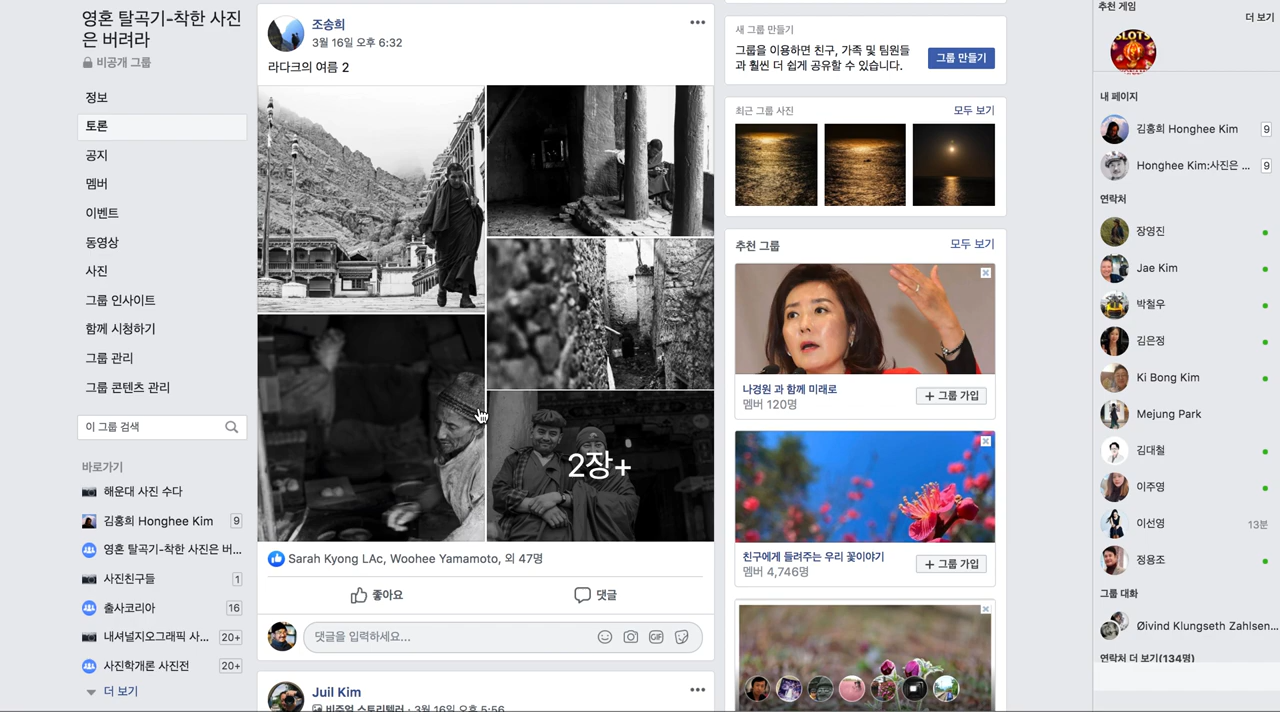 영혼 탈곡기-착한 사진
은 버려라
비공개 그룹
정보
토론
공지
멤버
이벤트
동영상
사진
그룹 인사이트
함께 시청하기
그룹 관리
그룹 콘텐츠 관리
이 그룹 검색
바로가기
해운대 사진 수다
김홍희 Honghee Kim 9
영혼 탈곡기-착한 사진은 버...
사진친구들 1
출사코리아 16
내셔널지오그래픽 사... 20+
사진학개론 사진전 20+
더 보기
조송희
3월 16일 오후 6:32
라다크의 여름 2
2장+
Sarah Kyong LAc, Woohee Yamamoto, 외 47명
좋아요 댓글
댓글을 입력하세요...
GIF
Juil Kim
비주얼 스토리텔러 · 3월 16일 오후 5:56
새 그룹 만들기
그룹을 이용하면 친구, 가족 및 팀원들
과 훨씬 더 쉽게 공유할 수 있습니다.
그룹 만들기
최근 그룹 사진 모두 보기
추천 그룹 모두 보기
나경원 과 함께 미래로
멤버 120명
+ 그룹 가입
친구에게 들려주는 우리 꽃이야기
멤버 4,746명
+ 그룹 가입
추천 게임
더 보기
SLOTS
내 페이지
김홍희 Honghee Kim 9
Honghee Kim:사진은 ... 9
연락처
장영진
Jae Kim
박철우
김은정
Ki Bong Kim
Mejung Park
김대철
이주영
이선영 13분
정용조
그룹 대화
Øivind Klungseth Zahlsen...
연락처 더 보기(134명)